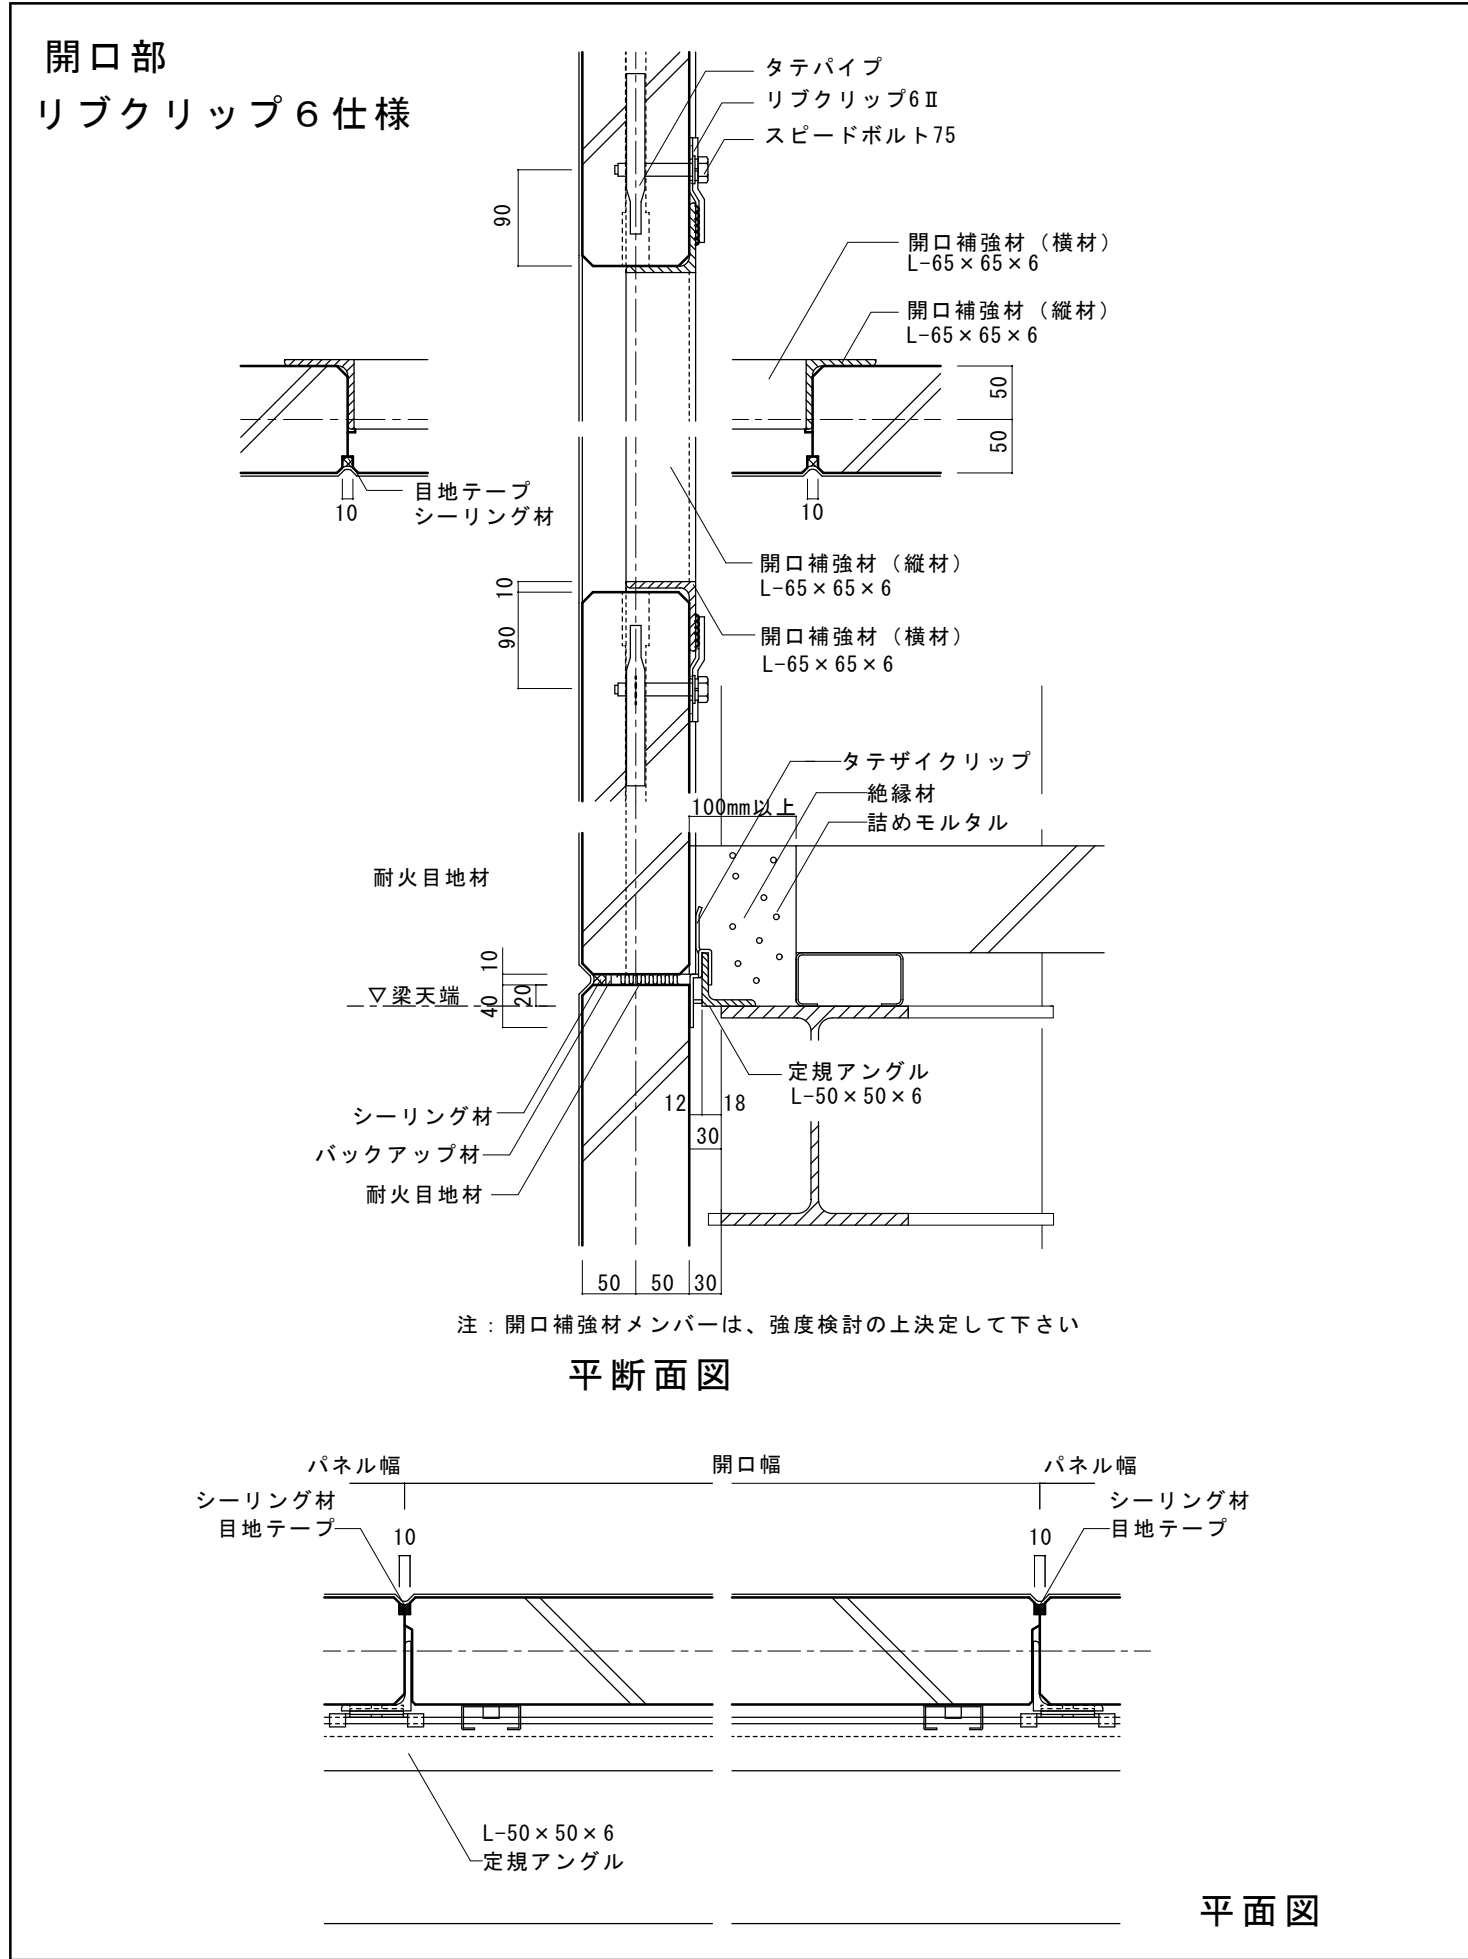 開口部
リブクリップ6仕様
タテパイプ
リブクリップ6Ⅱ
スピードボルト75
90
開口補強材（横材）
L-65×65×6
開口補強材（縦材）
L-65×65×6
50
50
目地テープ
シーリング材
10
10
開口補強材（縦材）
L-65×65×6
10
90
開口補強材（横材）
L-65×65×6
タテザイクリップ
絶縁材
100mm以上
詰めモルタル
耐火目地材
10
▽梁天端
40
20
定規アングル
L-50×50×6
12
18
シーリング材
30
バックアップ材
耐火目地材
50
50
30
注：開口補強材メンバーは、強度検討の上決定して下さい
平断面図
パネル幅
開口幅
パネル幅
シーリング材
シーリング材
目地テープ
10
10
目地テープ
L-50×50×6
定規アングル
平面図